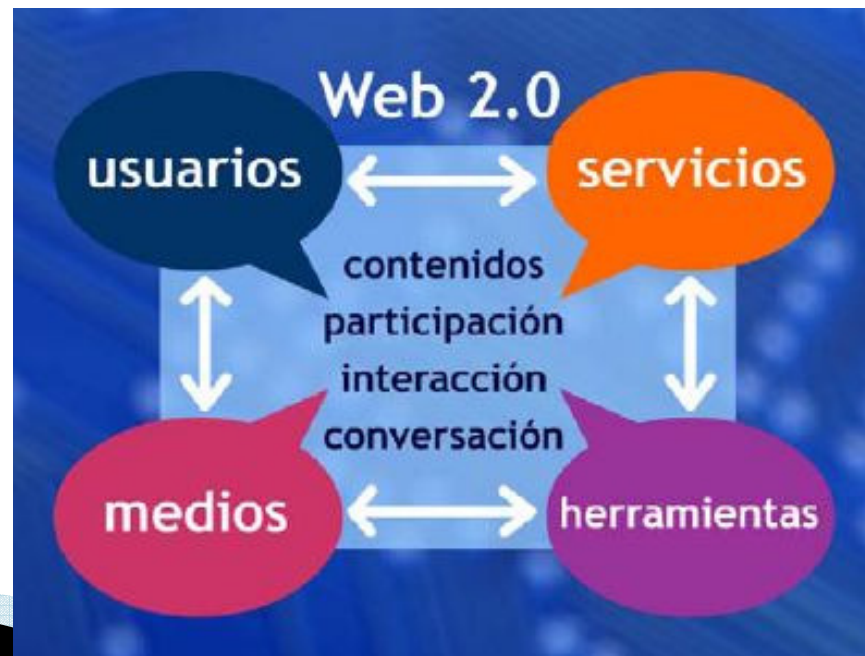 Web 2.0
usuarios
servicios
contenidos
participación
interacción
conversación
medios
herramientas